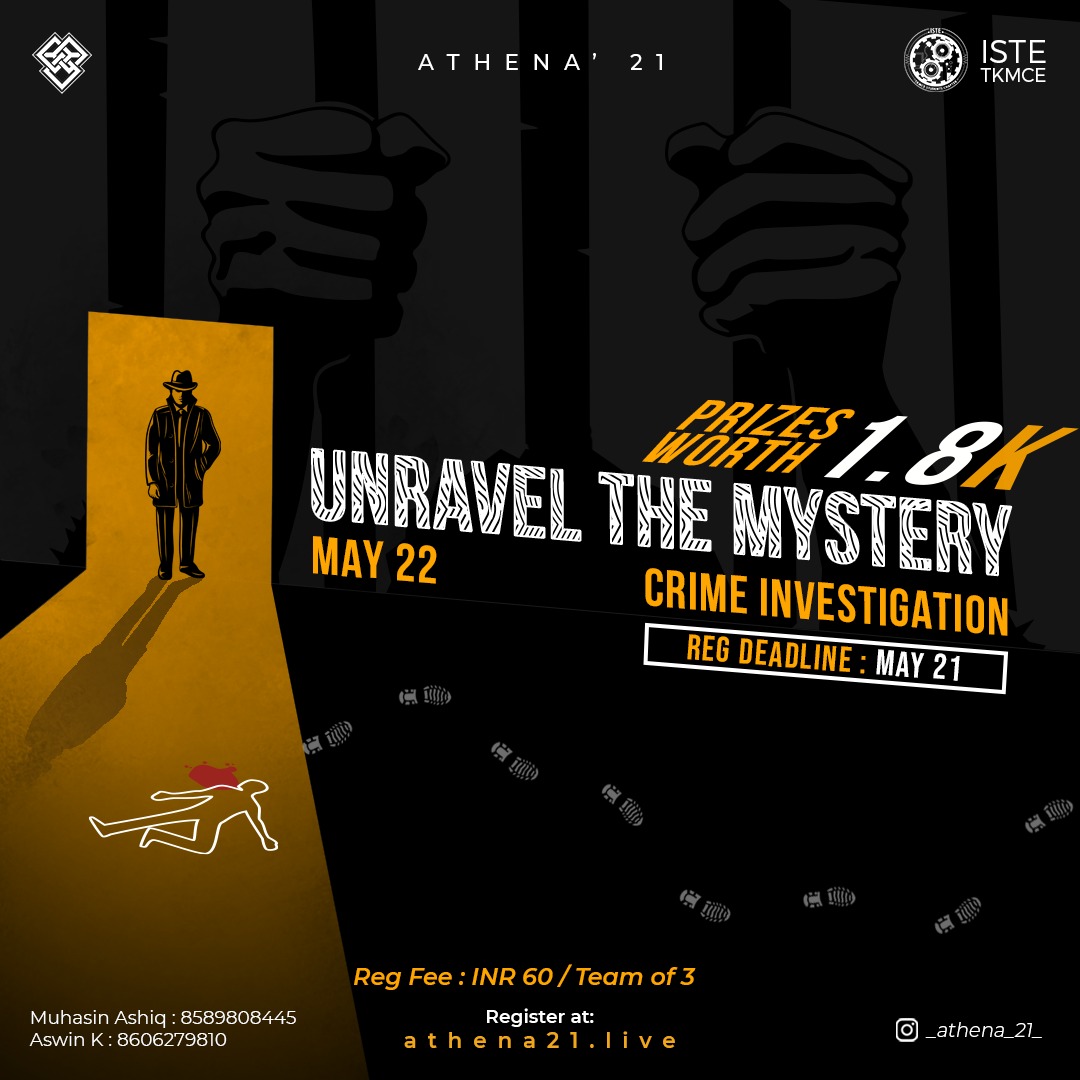 ATHENA' 21
ISTE
TKMCE
PRIZES
WORTH 1.8K
UNRAVEL THE MYSTERY
MAY 22
CRIME INVESTIGATION
REG DEADLINE : MAY 21
Reg Fee : INR 60 / Team of 3
Muhasin Ashiq : 8589808445
Aswin K : 8606279810
Register at:
athena21.live
_athena_21_